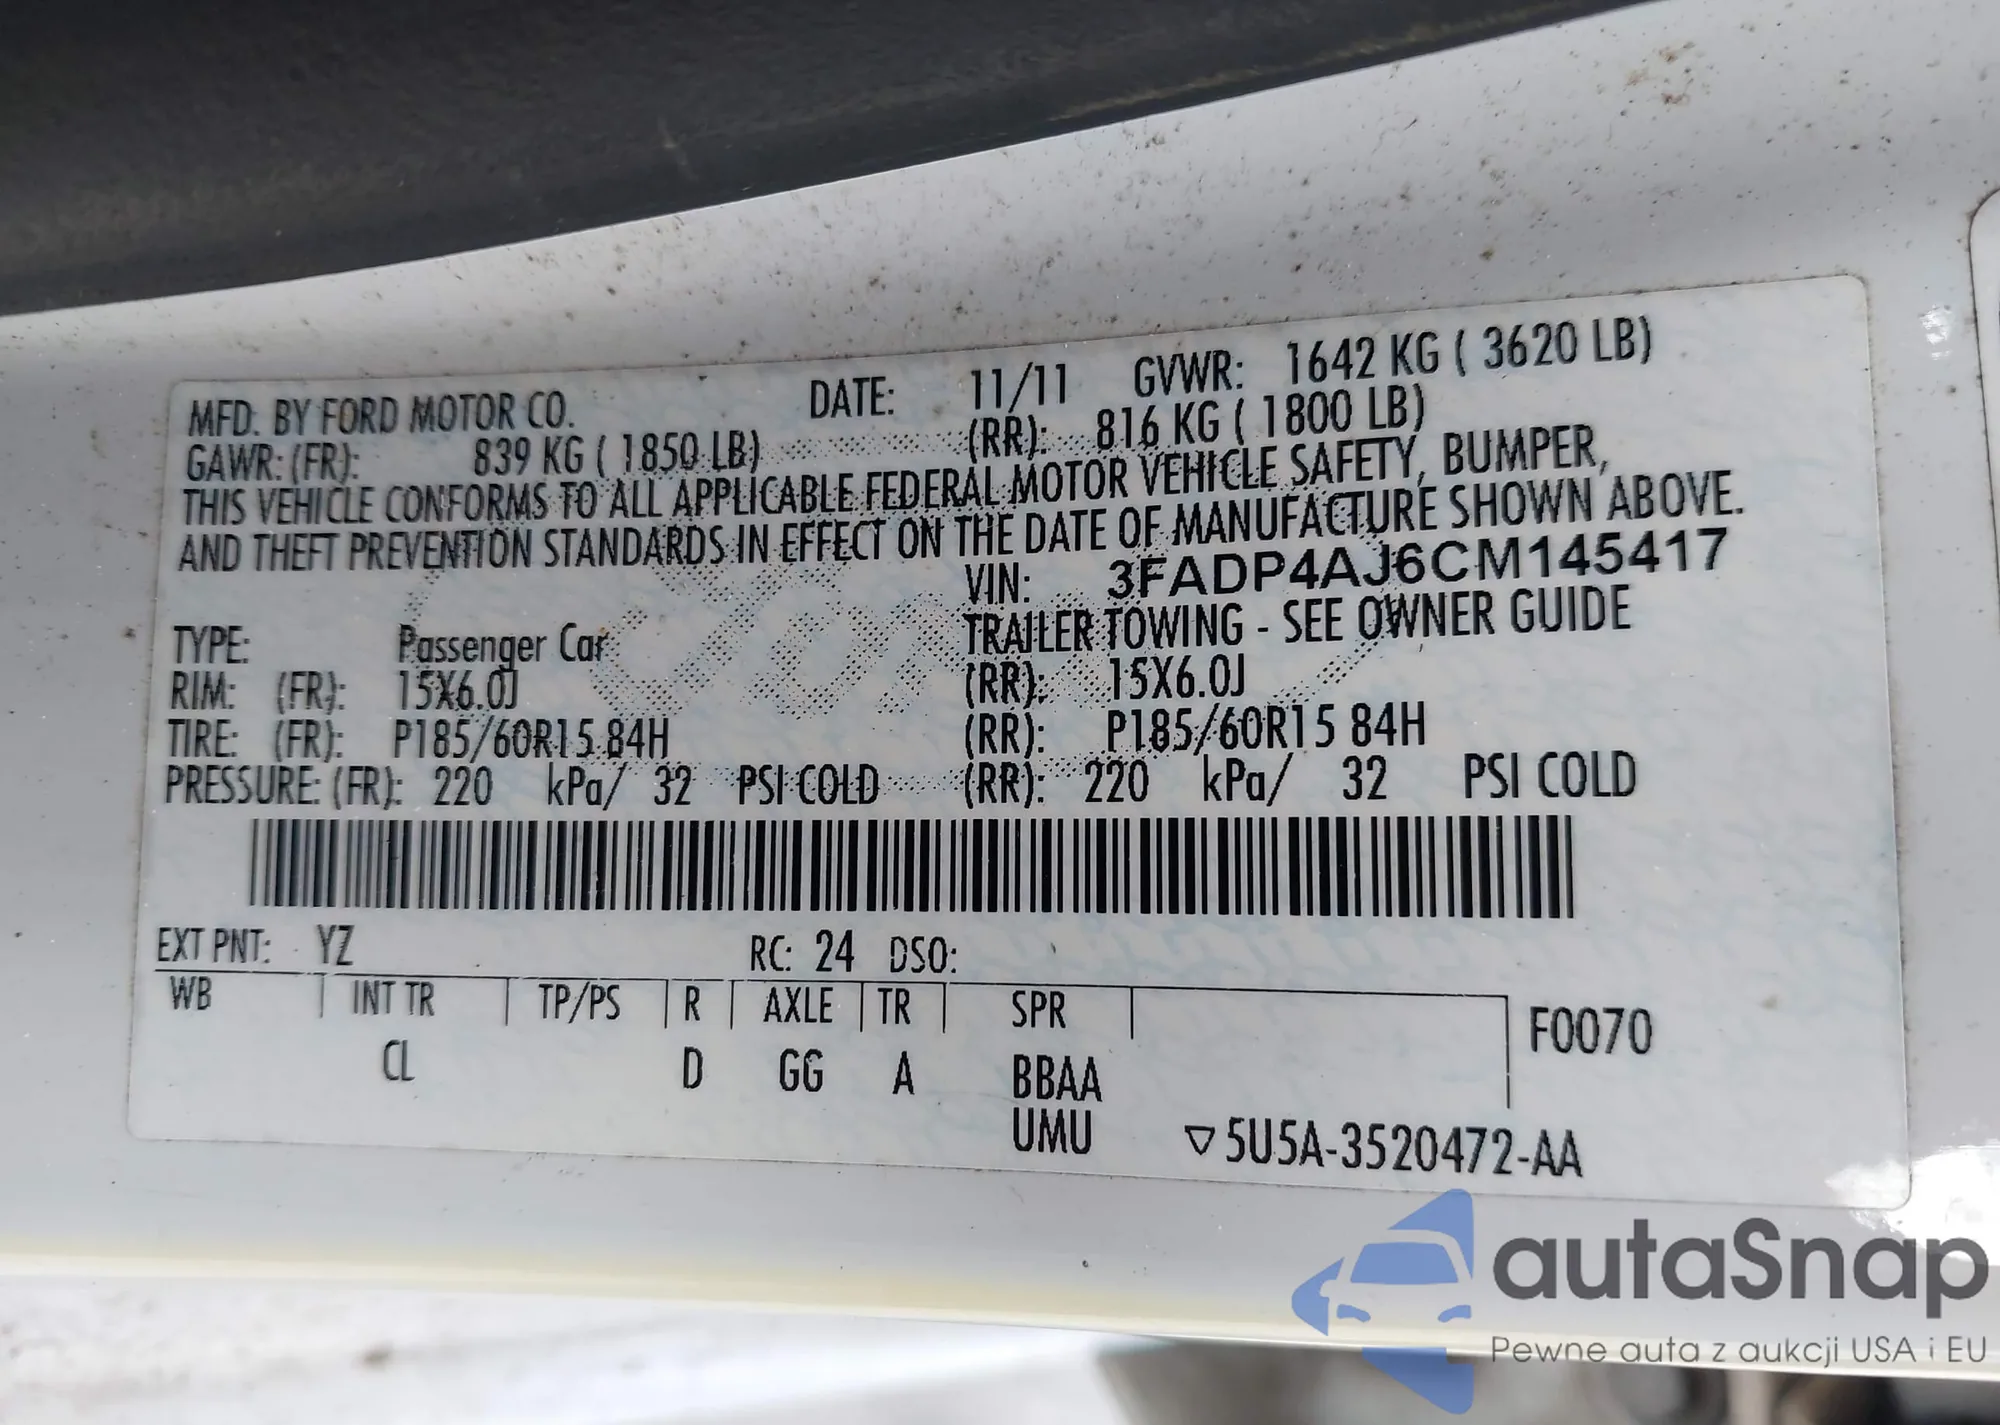 MFD. BY FORD MOTOR CO. DATE: 11/11 GVWR: 1642 KG ( 3620 LB)
GAWR: (FR): 839 KG ( 1850 LB) (RR): 816 KG ( 1800 LB)
THIS VEHICLE CONFORMS TO ALL APPLICABLE FEDERAL MOTOR VEHICLE SAFETY, BUMPER,
AND THEFT PREVENTION STANDARDS IN EFFECT ON THE DATE OF MANUFACTURE SHOWN ABOVE.
VIN: 3FADP4AJ6CM145417
TYPE: Passenger Car TRAILER TOWING - SEE OWNER GUIDE
RIM: (FR): 15X6.0J (RR): 15X6.0J
TIRE: (FR): P185/60R15 84H (RR): P185/60R15 84H
PRESSURE: (FR): 220 kPa/ 32 PSI COLD (RR): 220 kPa/ 32 PSI COLD
EXT PNT: YZ RC: 24 DSO:
WB INT TR TP/PS R AXLE TR SPR F0070
CL D GG A BBAA
UMU ▽5U5A-3520472-AA
autaSnap
Pewne auta z aukcji USA i EU